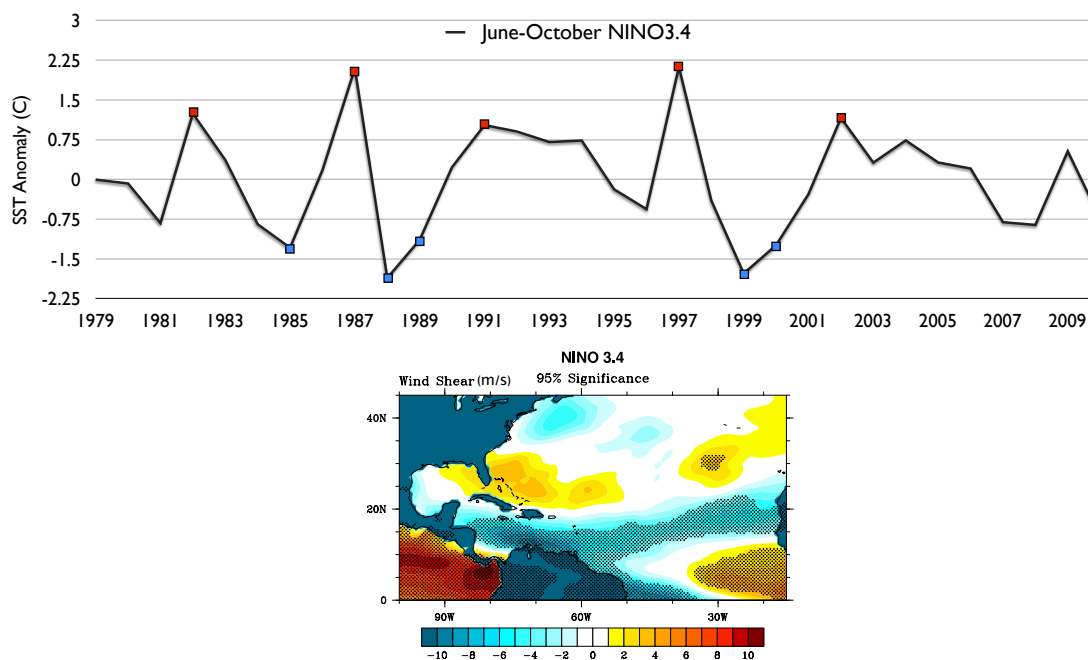 3
— June-October NINO3.4
2.25
1.5
0.75
0
-0.75
-1.5
-2.25
SST Anomaly (C)
1979 1981 1983 1985 1987 1989 1991 1993 1995 1997 1999 2001 2003 2005 2007 2009
NINO 3.4
Wind Shear (m/s) 95% Significance
40N
20N
0
90W 60W 30W
-10 -8 -6 -4 -2 0 2 4 6 8 10